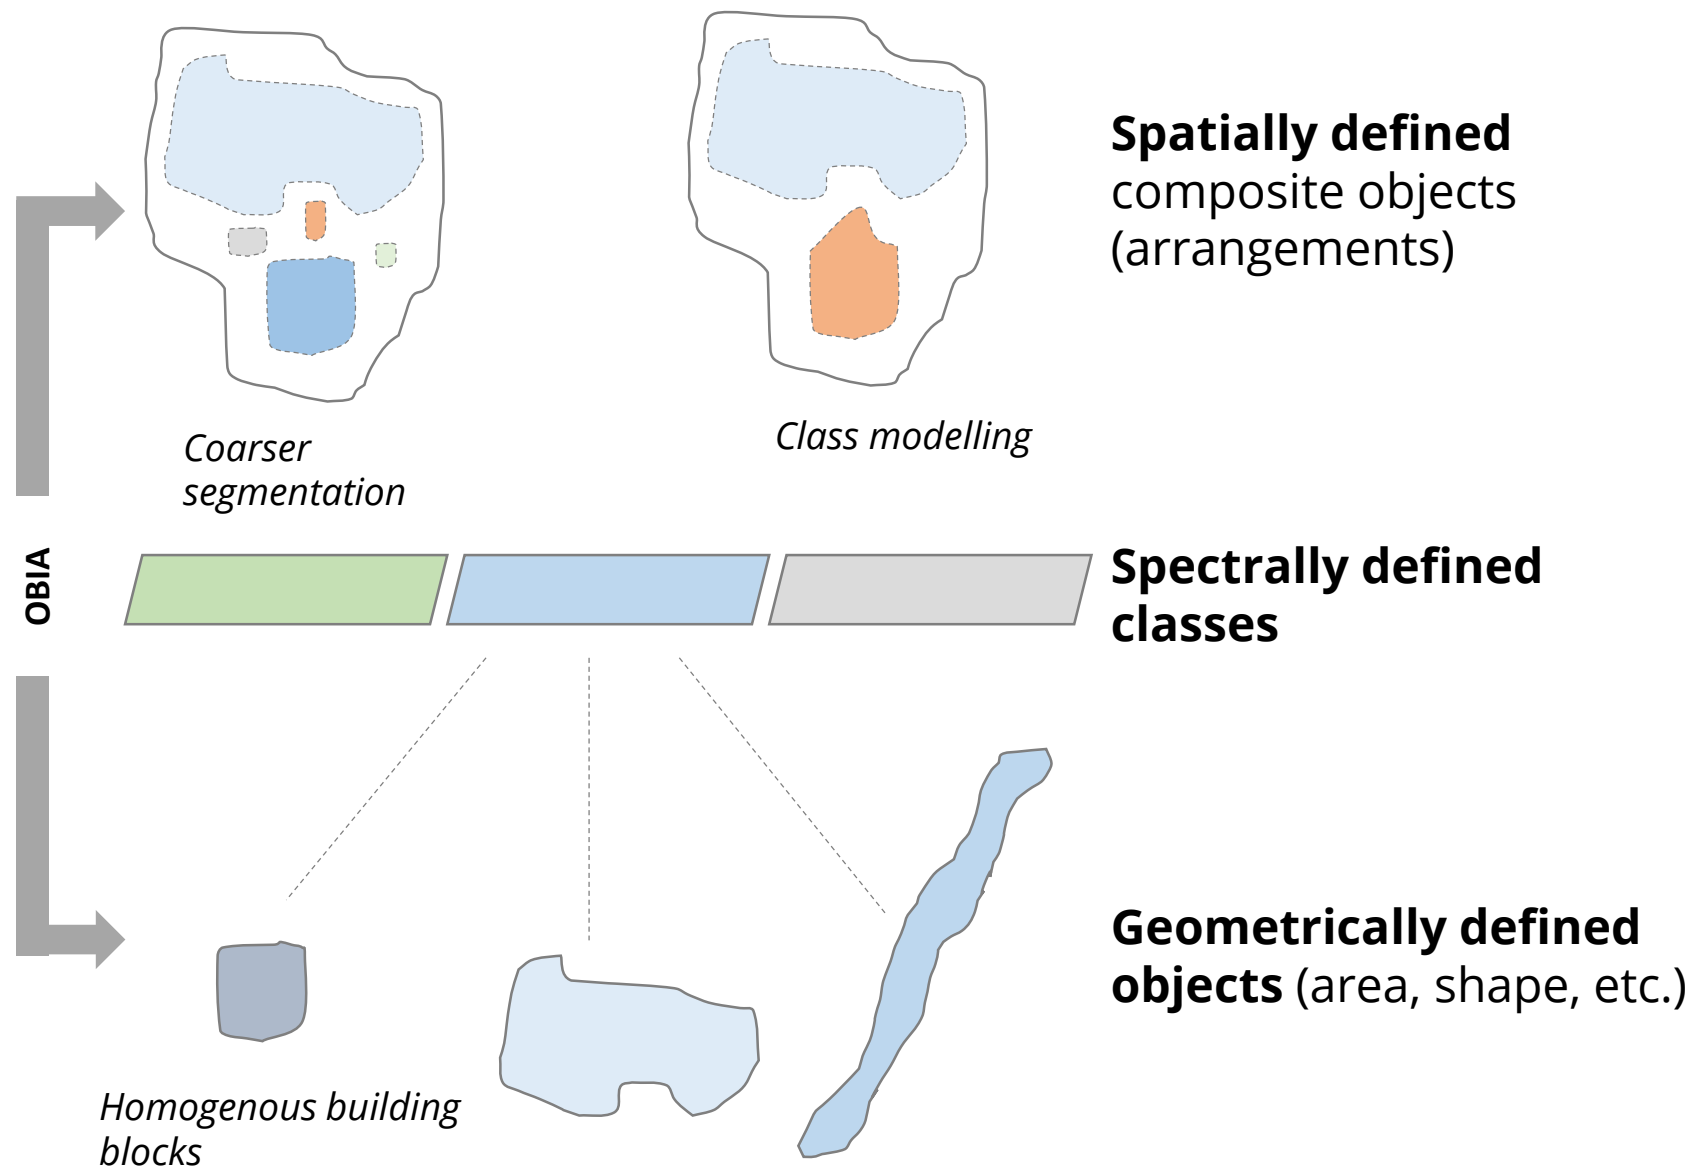 Spatially defined
composite objects
(arrangements)
Coarser
segmentation
Class modelling
OBIA
Spectrally defined
classes
Geometrically defined
objects (area, shape, etc.)
Homogenous building
blocks